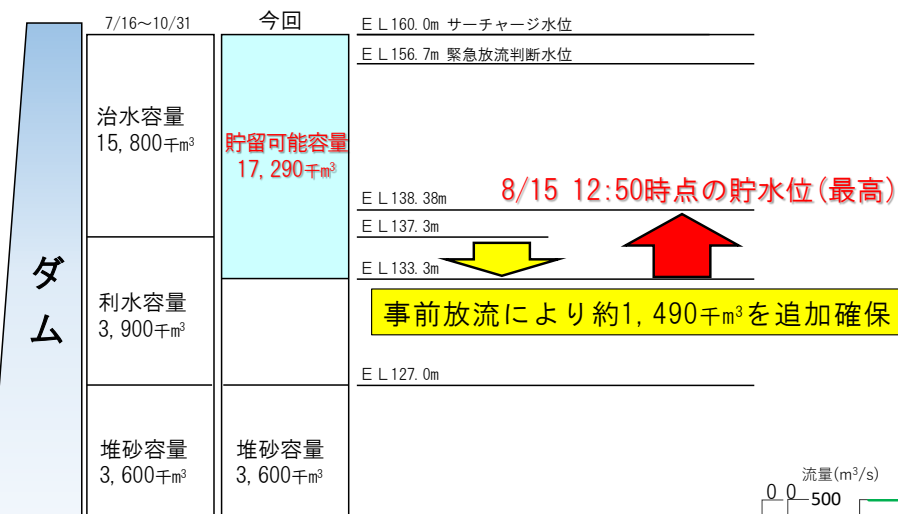 7/16～10/31
今回
ＥＬ160.0m サーチャージ水位
ＥＬ156.7m 緊急放流判断水位
治水容量
15,800千m³
貯留可能容量
17,290千m³
8/15 12:50時点の貯水位(最高)
ＥＬ138.38m
ＥＬ137.3m
ＥＬ133.3m
ダム
利水容量
3,900千m³
事前放流により約1,490千m³を追加確保
ＥＬ127.0m
堆砂容量
3,600千m³
堆砂容量
3,600千m³
流量(m³/s)
0 0
500